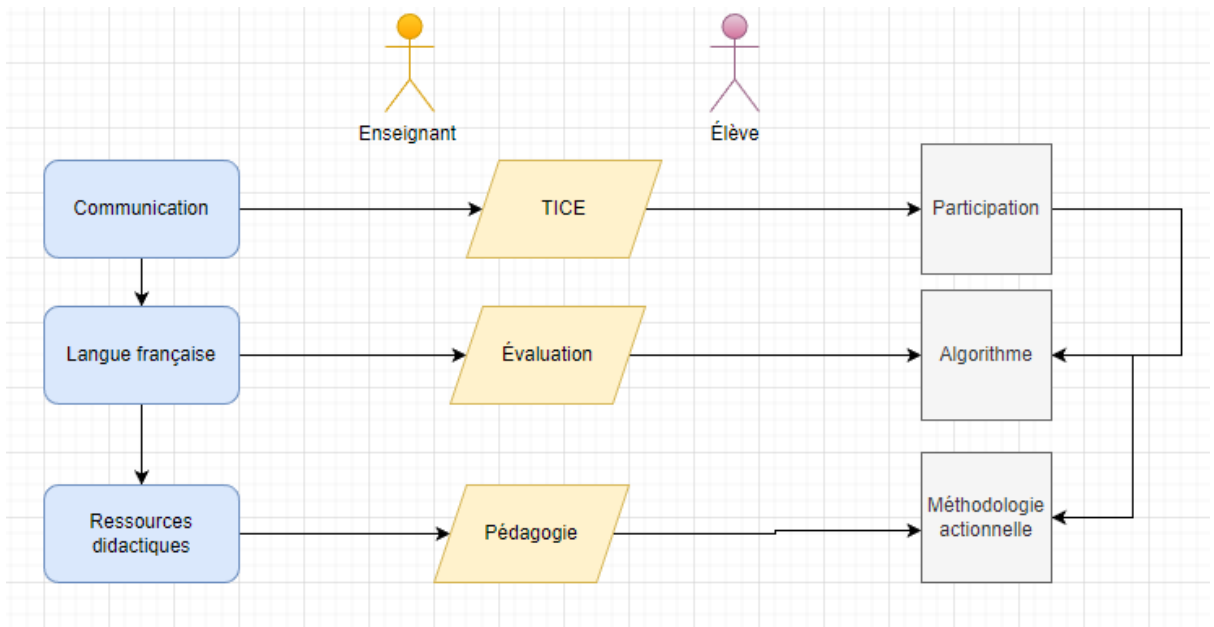 Enseignant
Élève
Communication
TICE
Participation
Langue française
Évaluation
Algorithme
Ressources
didactiques
Pédagogie
Méthodologie
actionnelle